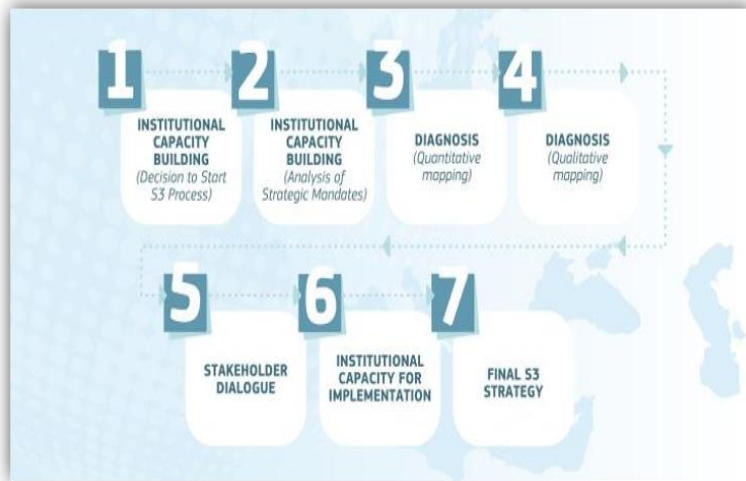 1
INSTITUTIONAL
CAPACITY
BUILDING
(Decision to Start
S3 Process)
2
INSTITUTIONAL
CAPACITY
BUILDING
(Analysis of
Strategic Mandates)
3
DIAGNOSIS
(Quantitative
mapping)
4
DIAGNOSIS
(Qualitative
mapping)
5
STAKEHOLDER
DIALOGUE
6
INSTITUTIONAL
CAPACITY FOR
IMPLEMENTATION
7
FINAL S3
STRATEGY